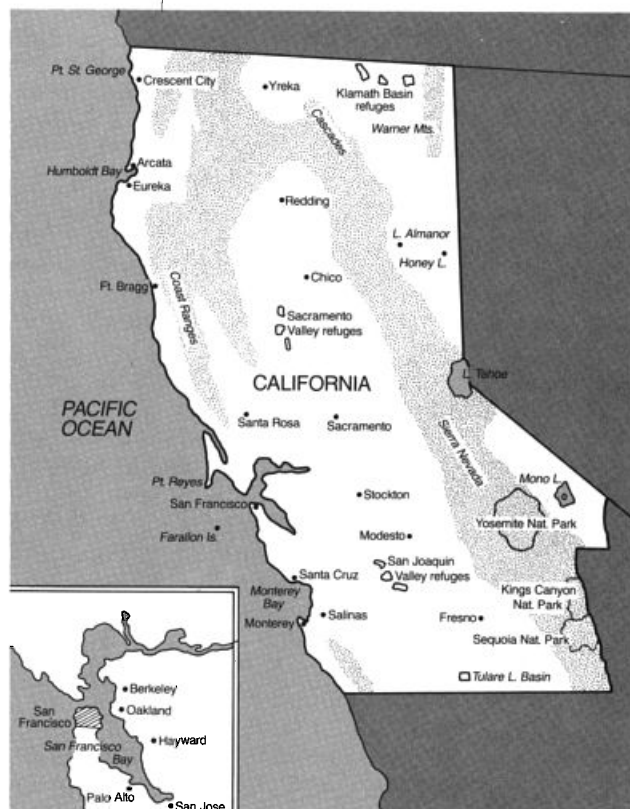 Pt. St. George
Crescent City
Yreka
Klamath Basin
refuges
Warner Mts.
Cascades
Humboldt Bay
Arcata
Eureka
Redding
L. Almanor
Honey L.
Ft. Bragg
Coast Ranges
Chico
Sacramento
Valley refuges
CALIFORNIA
L. Tahoe
PACIFIC
OCEAN
Santa Rosa
Sacramento
Sierra Nevada
Pt. Reyes
San Francisco
Stockton
Mono L.
Yosemite Nat. Park
Farallon Is.
Modesto
San Joaquin
Valley refuges
Santa Cruz
Monterey
Bay
Kings Canyon
Nat. Park
Salinas
Monterey
Fresno
Sequoia Nat. Park
Tulare L. Basin
Berkeley
Oakland
San
Francisco
San Francisco
Bay
Hayward
Palo Alto
San Jose